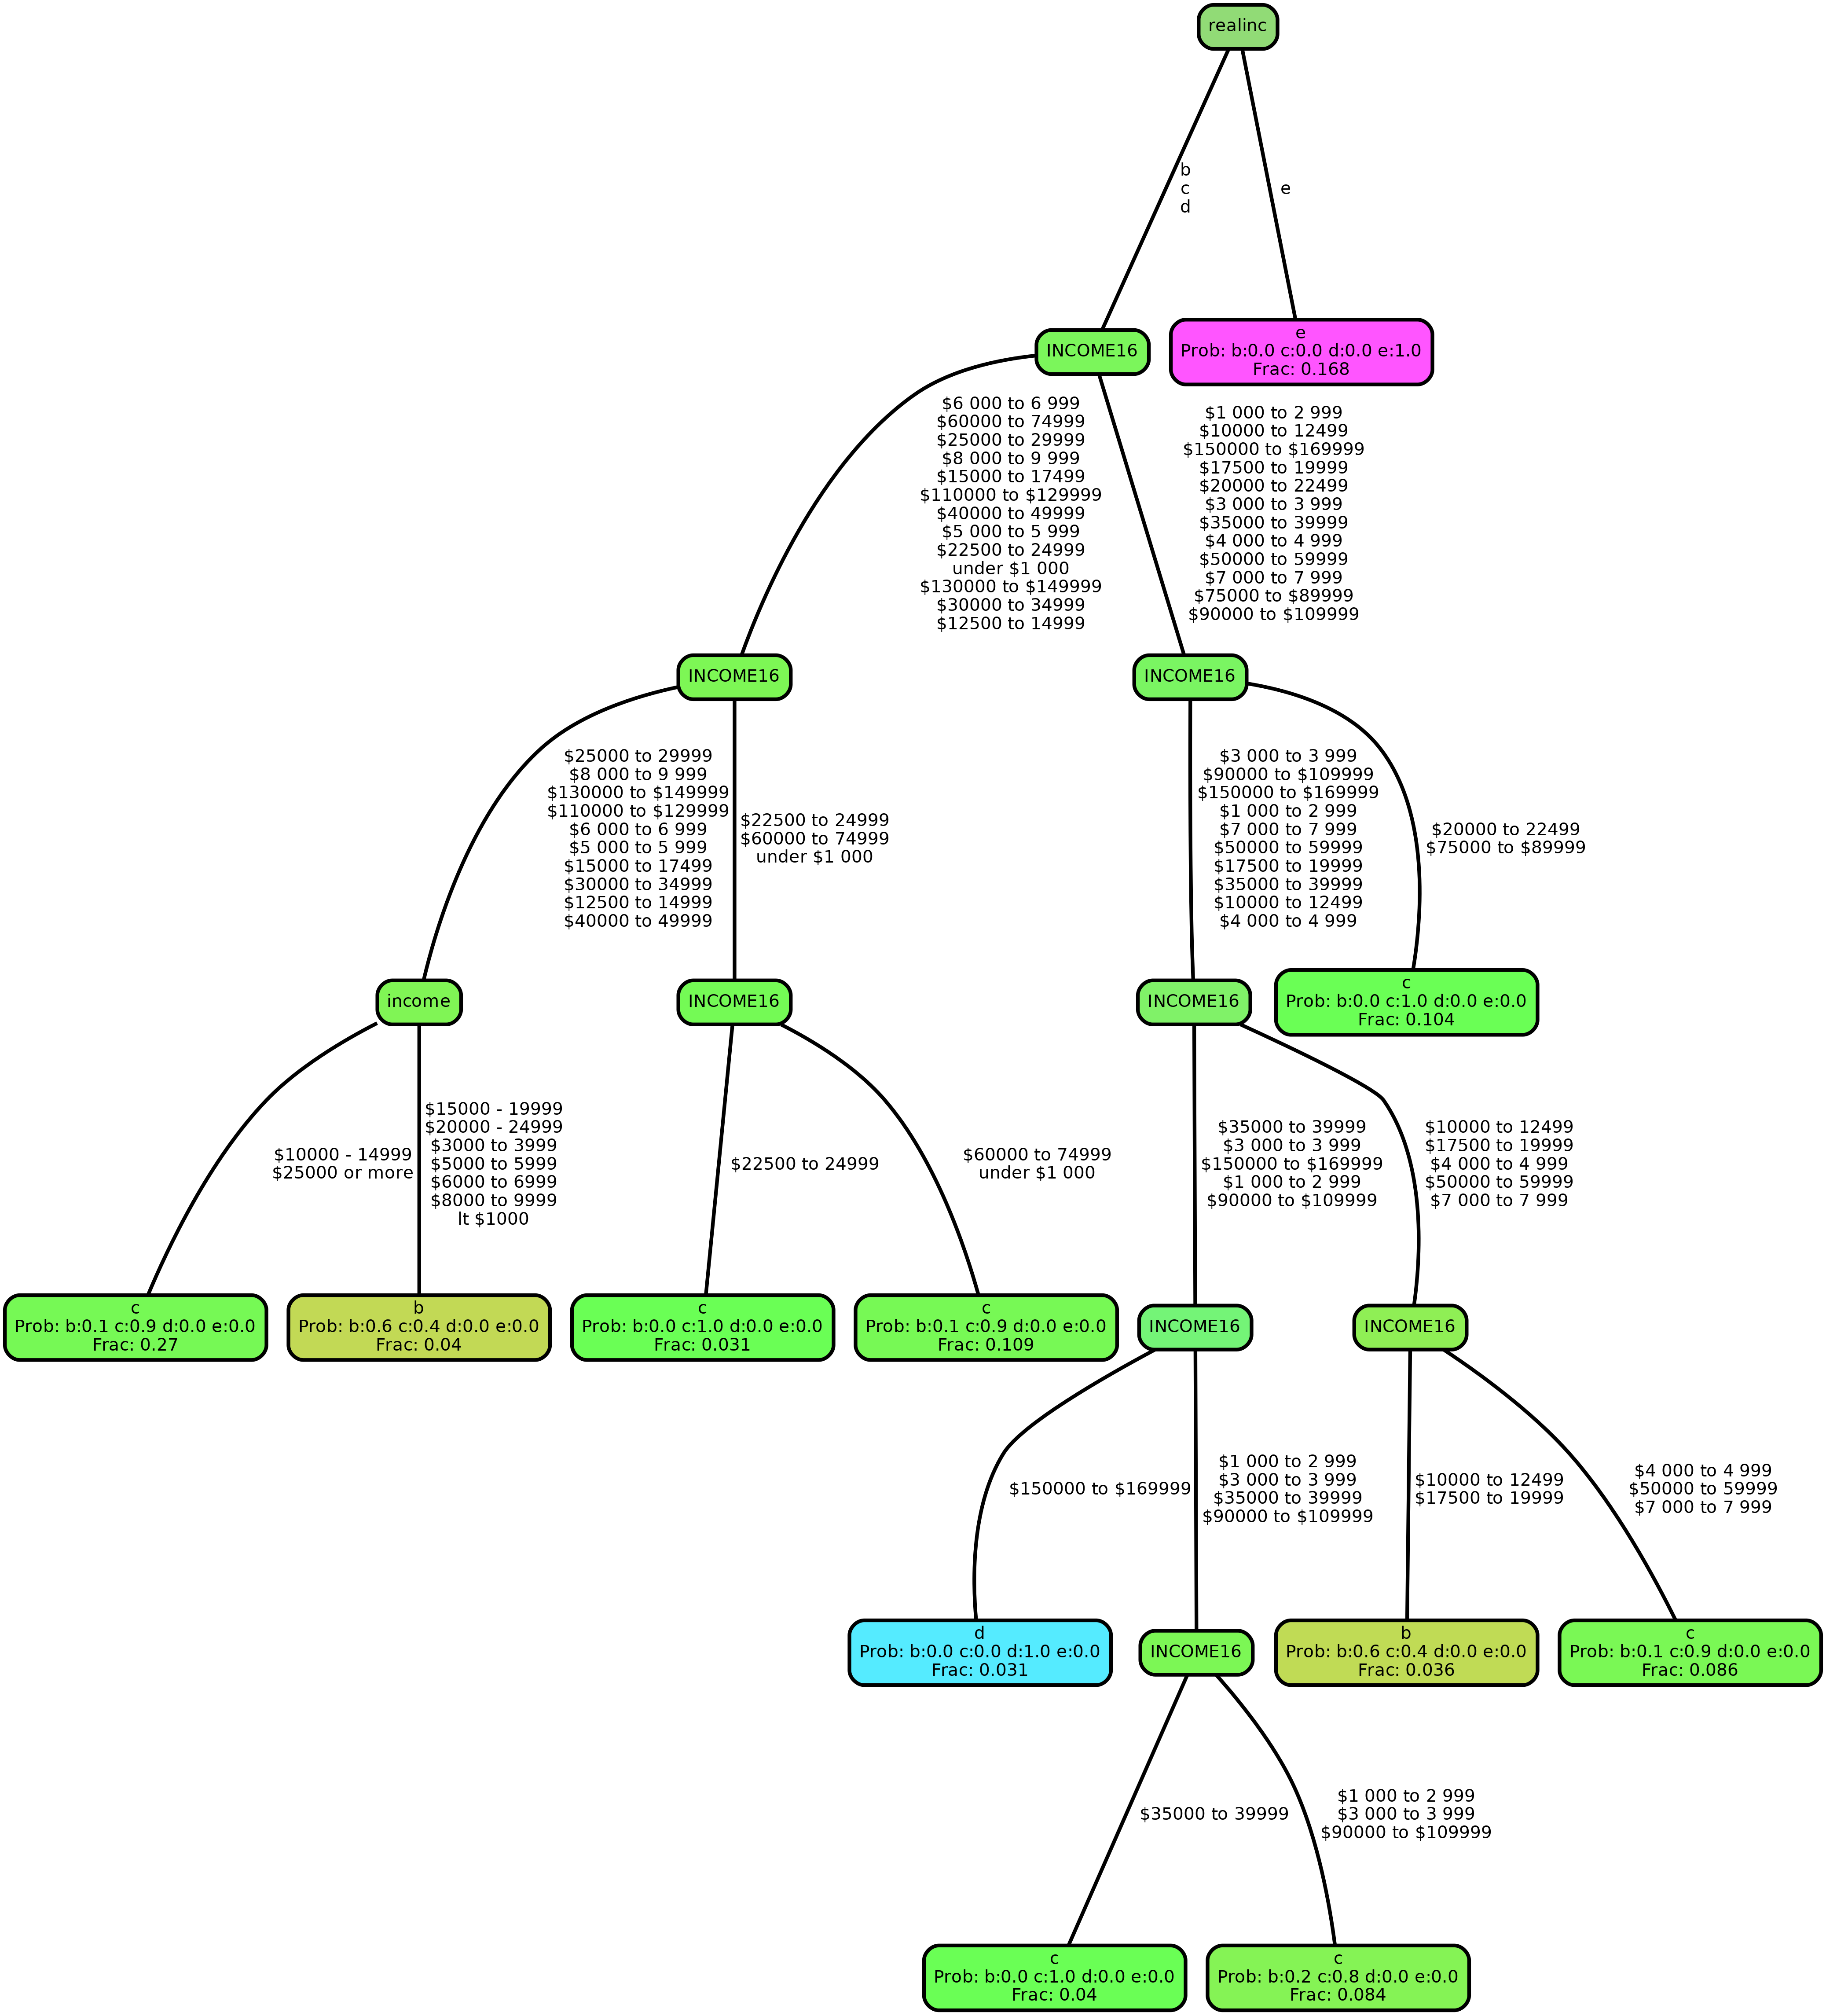 realinc
b
c
d
e
INCOME16
e
Prob: b:0.0 c:0.0 d:0.0 e:1.0
Frac: 0.168
$6 000 to 6 999
$60000 to 74999
$25000 to 29999
$8 000 to 9 999
$15000 to 17499
$110000 to $129999
$40000 to 49999
$5 000 to 5 999
$22500 to 24999
under $1 000
$130000 to $149999
$30000 to 34999
$12500 to 14999
$1 000 to 2 999
$10000 to 12499
$150000 to $169999
$17500 to 19999
$20000 to 22499
$3 000 to 3 999
$35000 to 39999
$4 000 to 4 999
$50000 to 59999
$7 000 to 7 999
$75000 to $89999
$90000 to $109999
INCOME16
INCOME16
$25000 to 29999
$8 000 to 9 999
$130000 to $149999
$110000 to $129999
$6 000 to 6 999
$5 000 to 5 999
$15000 to 17499
$30000 to 34999
$12500 to 14999
$40000 to 49999
$22500 to 24999
$60000 to 74999
under $1 000
$3 000 to 3 999
$90000 to $109999
$150000 to $169999
$1 000 to 2 999
$7 000 to 7 999
$50000 to 59999
$17500 to 19999
$35000 to 39999
$10000 to 12499
$4 000 to 4 999
$20000 to 22499
$75000 to $89999
income
INCOME16
INCOME16
c
Prob: b:0.0 c:1.0 d:0.0 e:0.0
Frac: 0.104
$10000 - 14999
$25000 or more
$15000 - 19999
$20000 - 24999
$3000 to 3999
$5000 to 5999
$6000 to 6999
$8000 to 9999
lt $1000
$22500 to 24999
$60000 to 74999
under $1 000
$35000 to 39999
$3 000 to 3 999
$150000 to $169999
$1 000 to 2 999
$90000 to $109999
$10000 to 12499
$17500 to 19999
$4 000 to 4 999
$50000 to 59999
$7 000 to 7 999
c
Prob: b:0.1 c:0.9 d:0.0 e:0.0
Frac: 0.27
b
Prob: b:0.6 c:0.4 d:0.0 e:0.0
Frac: 0.04
c
Prob: b:0.0 c:1.0 d:0.0 e:0.0
Frac: 0.031
c
Prob: b:0.1 c:0.9 d:0.0 e:0.0
Frac: 0.109
INCOME16
INCOME16
$150000 to $169999
$1 000 to 2 999
$3 000 to 3 999
$35000 to 39999
$90000 to $109999
$10000 to 12499
$17500 to 19999
$4 000 to 4 999
$50000 to 59999
$7 000 to 7 999
d
Prob: b:0.0 c:0.0 d:1.0 e:0.0
Frac: 0.031
INCOME16
b
Prob: b:0.6 c:0.4 d:0.0 e:0.0
Frac: 0.036
c
Prob: b:0.1 c:0.9 d:0.0 e:0.0
Frac: 0.086
$35000 to 39999
$1 000 to 2 999
$3 000 to 3 999
$90000 to $109999
c
Prob: b:0.0 c:1.0 d:0.0 e:0.0
Frac: 0.04
c
Prob: b:0.2 c:0.8 d:0.0 e:0.0
Frac: 0.084